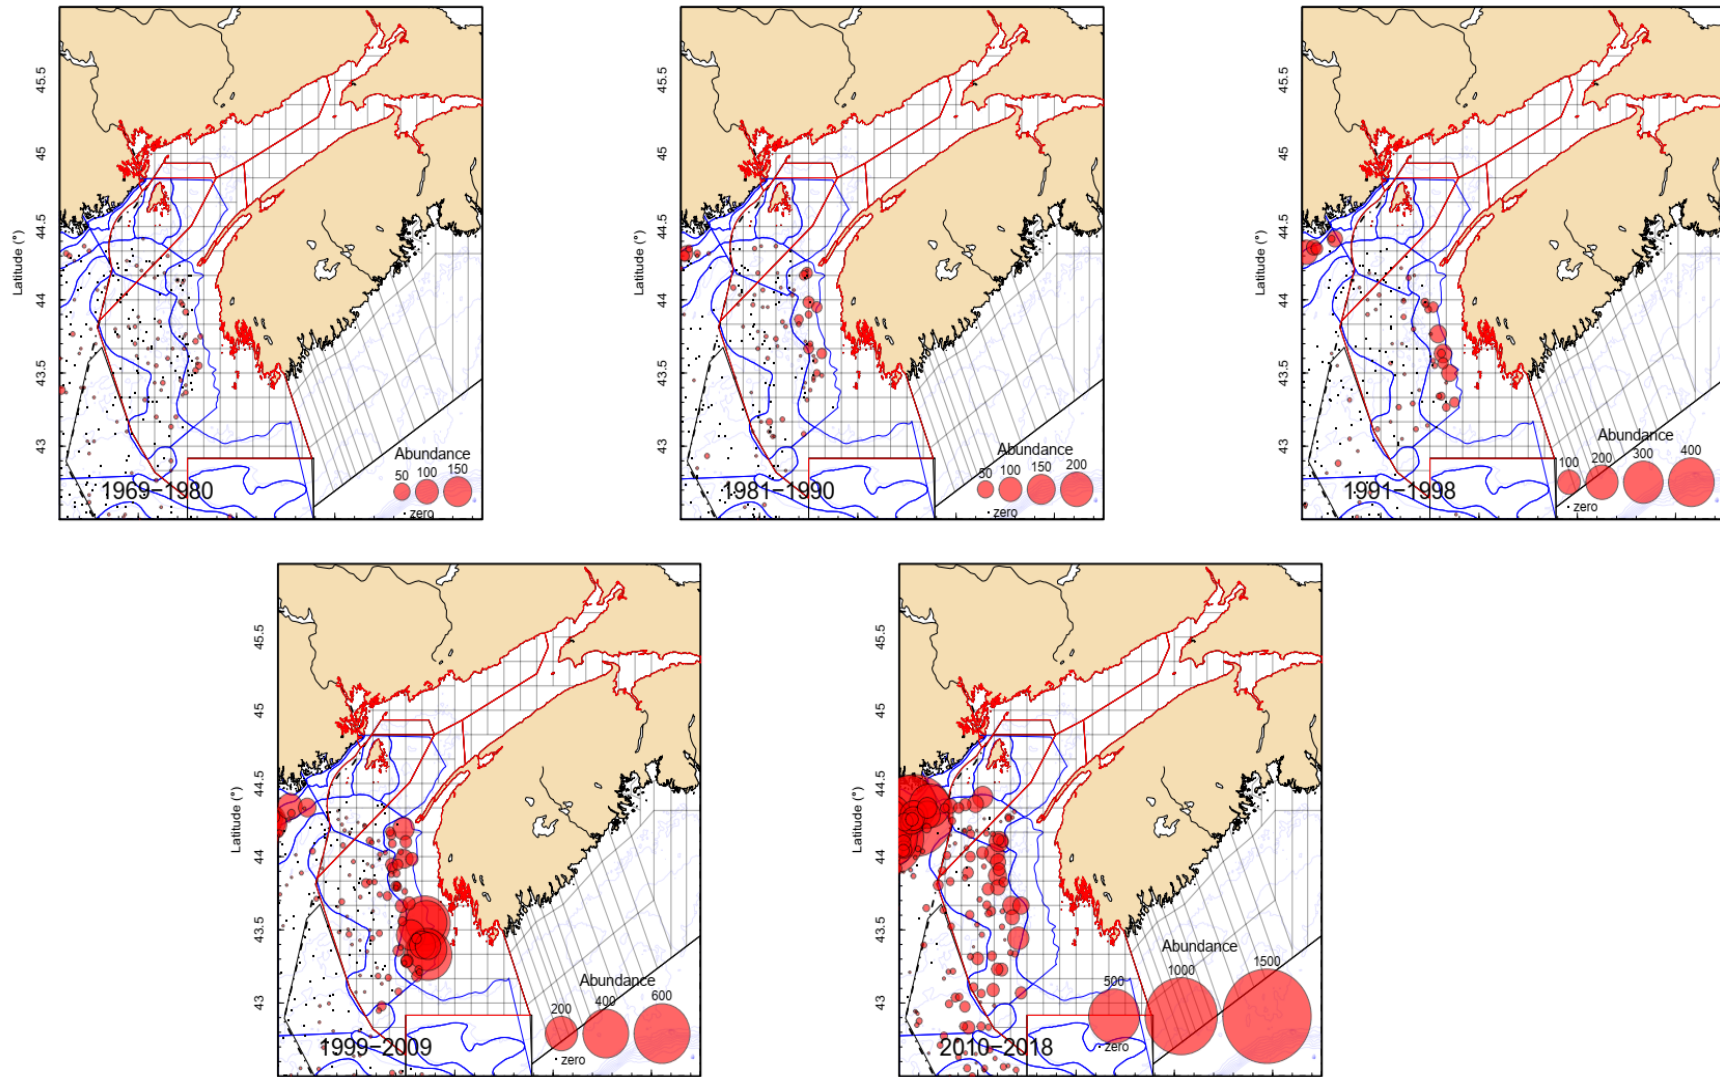 45.5
45
44.5
44
43.5
43
Latitude (°)
Abundance
50 100 150
zero
1969−1980
45.5
45
44.5
44
43.5
43
Latitude (°)
Abundance
50 100 150 200
zero
1981−1990
45.5
45
44.5
44
43.5
43
Latitude (°)
Abundance
100 200 300 400
zero
1991−1998
45.5
45
44.5
44
43.5
43
Latitude (°)
Abundance
200 400 600
zero
1999−2009
45.5
45
44.5
44
43.5
43
Latitude (°)
Abundance
500 1000 1500
zero
2010−2018